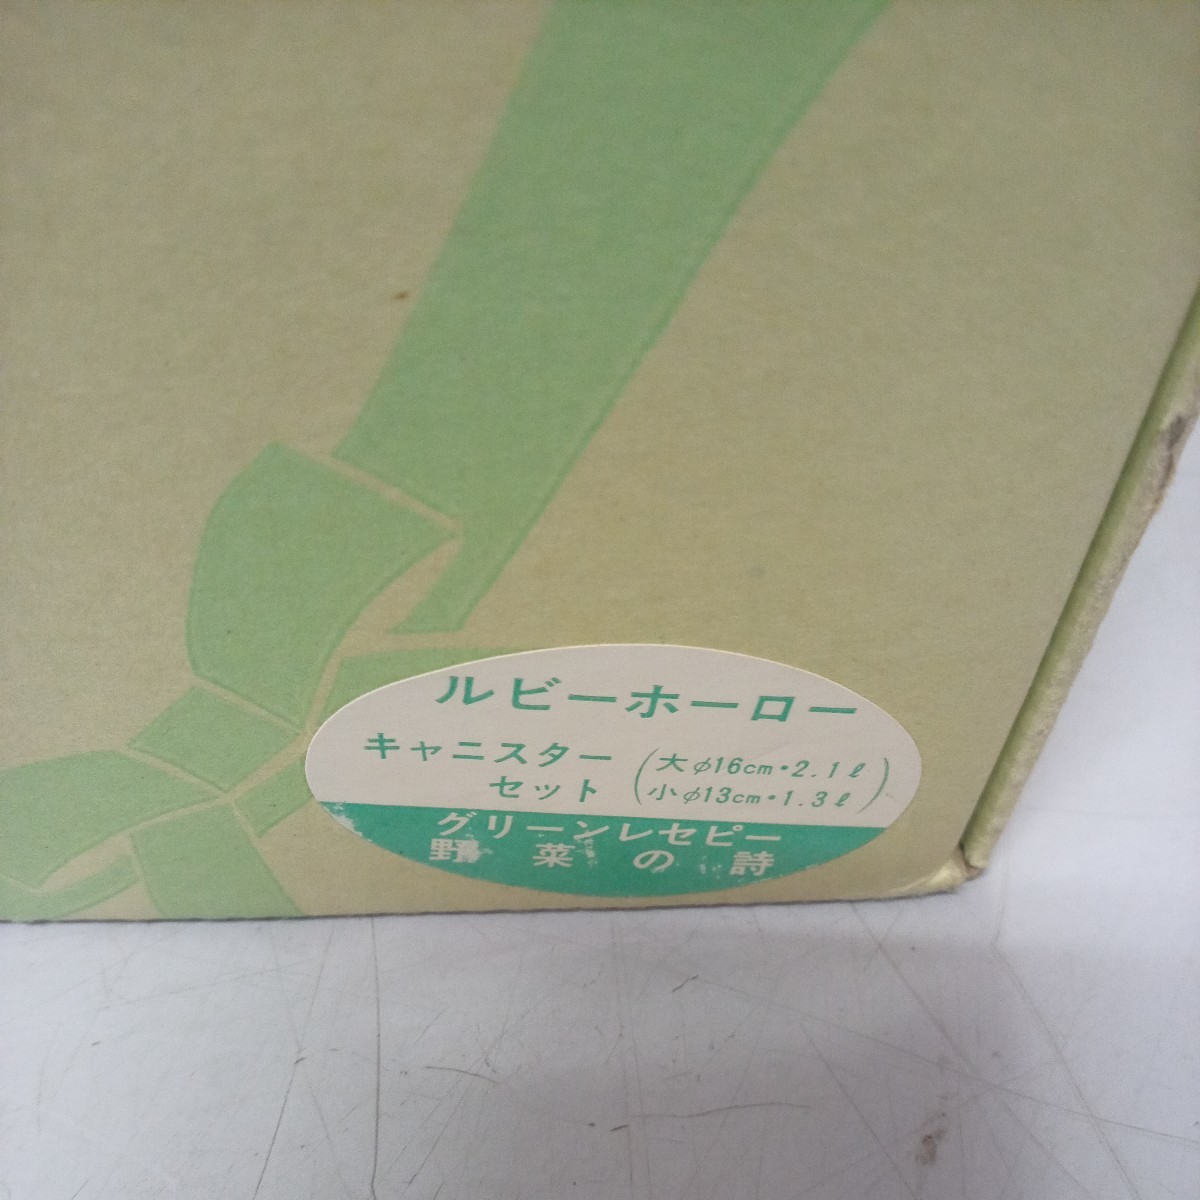 ルビーホーロー
キャニスター
セット
(大φ16cm・2.1ℓ
小φ13cm・1.3ℓ)
グリーンレセピー
野菜の詩